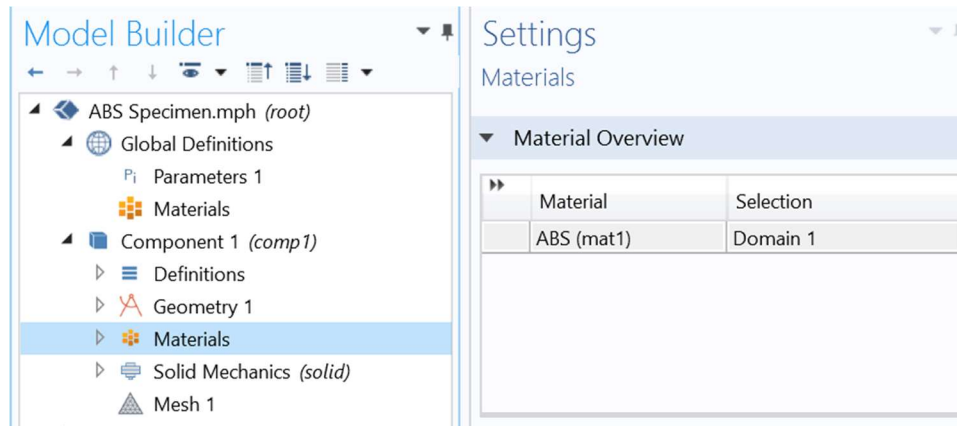 Model Builder
ABS Specimen.mph (root)
Global Definitions
Pi Parameters 1
Materials
Component 1 (comp1)
Definitions
Geometry 1
Materials
Solid Mechanics (solid)
Mesh 1
Settings
Materials
Material Overview
Material Selection
ABS (mat1) Domain 1